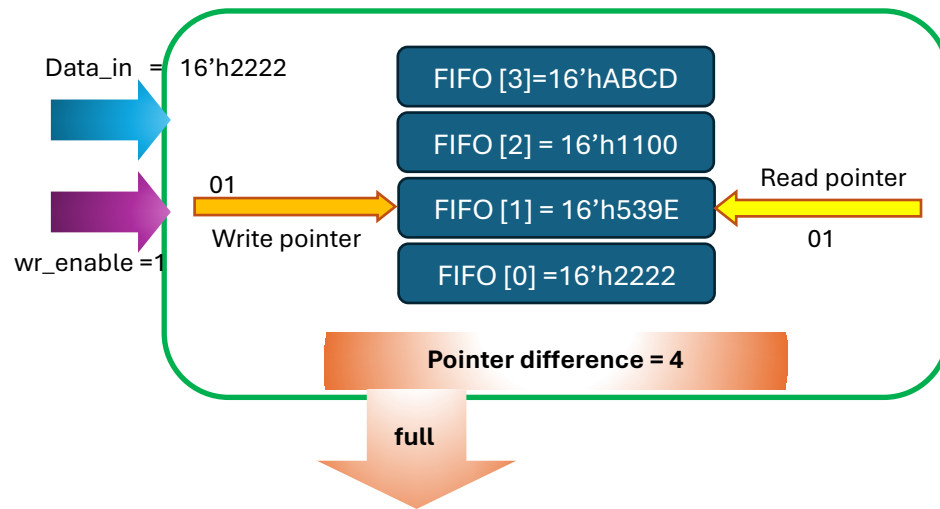 Data_in = 16’h2222
FIFO [3]=16’hABCD
FIFO [2] = 16’h1100
01
Write pointer
FIFO [1] = 16’h539E
Read pointer
01
wr_enable =1
FIFO [0] =16’h2222
Pointer difference = 4
full